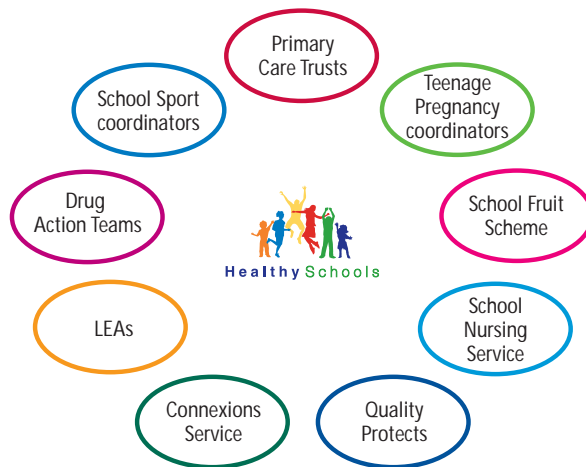 Primary
Care Trusts
Teenage
Pregnancy
coordinators
School Fruit
Scheme
School
Nursing
Service
Quality
Protects
Connexions
Service
LEAs
Drug
Action Teams
School Sport
coordinators
Healthy Schools